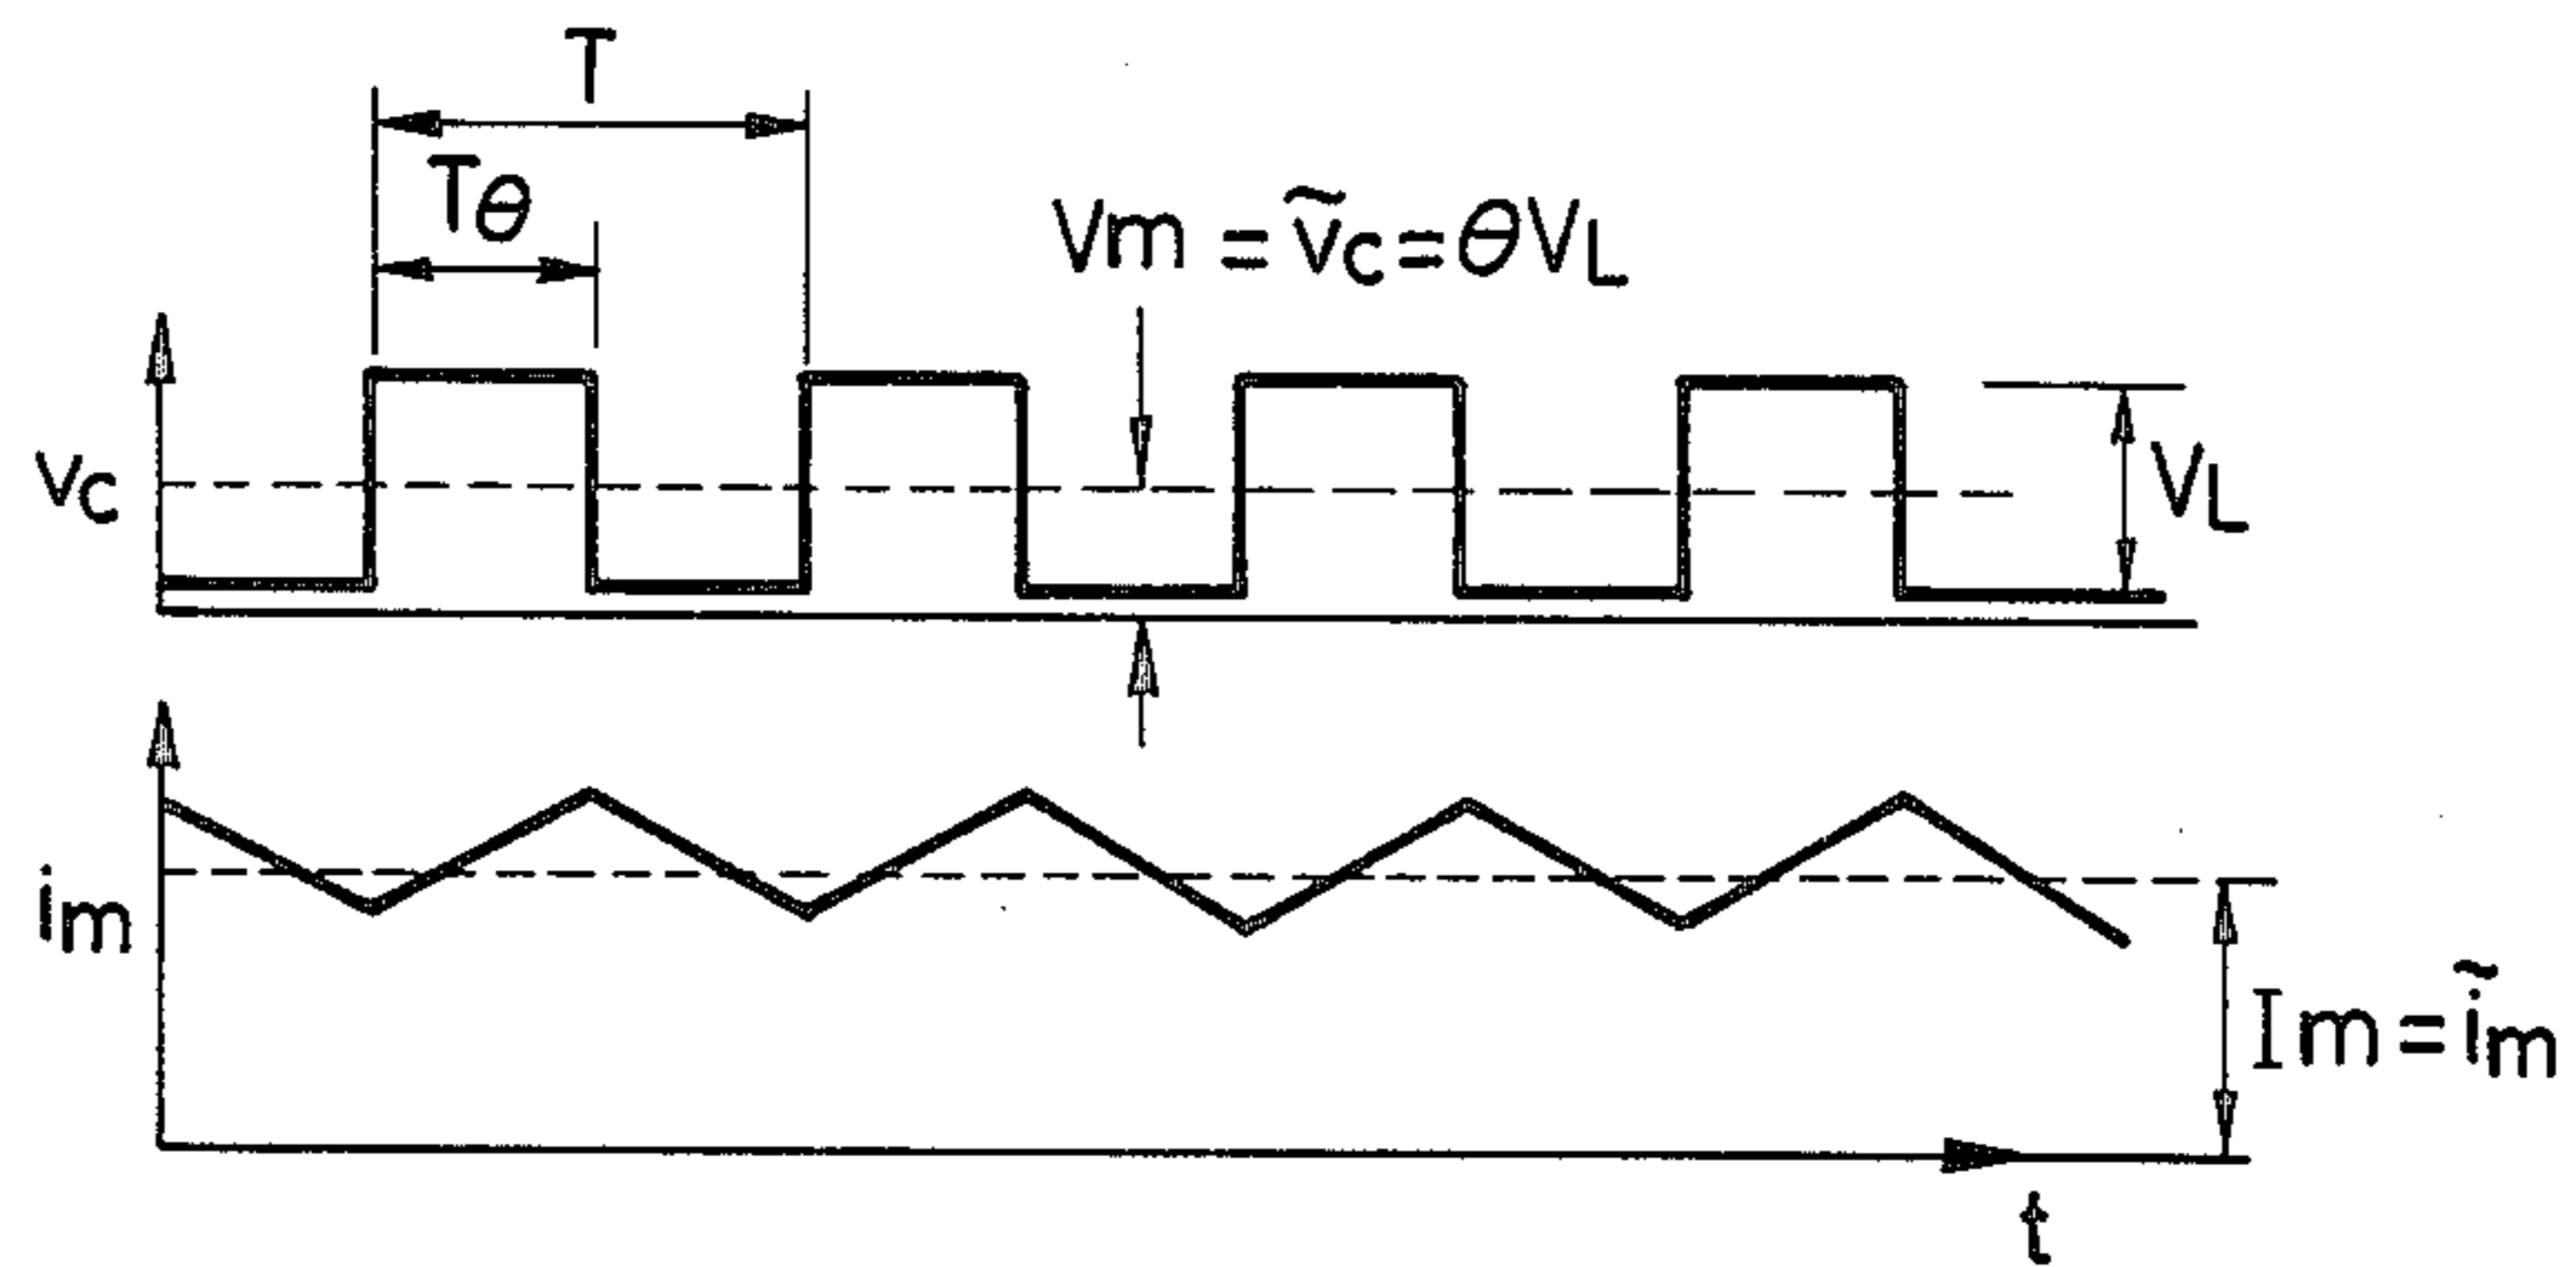 T
Tθ
Vm = ṽc = θVL
vc
VL
im
Im = ĩm
t